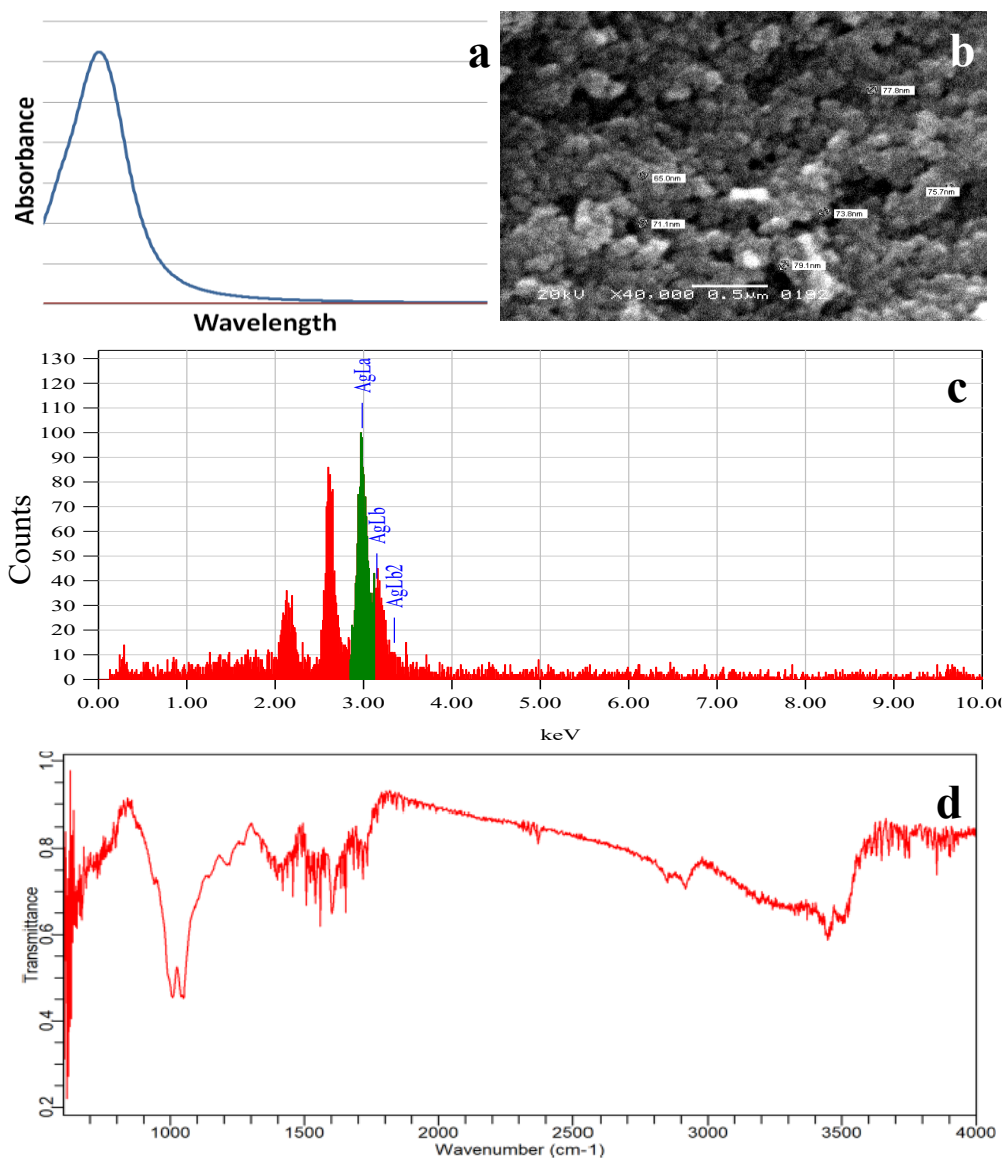 a
Absorbance
Wavelength
b
77.8nm
65.0nm
75.7nm
73.8nm
71.1nm
79.1nm
20kV X40,000 0.5µm 0192
c
130
120
110
100
90
80
70
60
50
40
30
20
10
0
Counts
AgLa
AgLb
AgLb2
0.00 1.00 2.00 3.00 4.00 5.00 6.00 7.00 8.00 9.00 10.00
keV
d
1.0
0.8
0.6
0.4
0.2
Transmittance
1000 1500 2000 2500 3000 3500 4000
Wavenumber (cm-1)